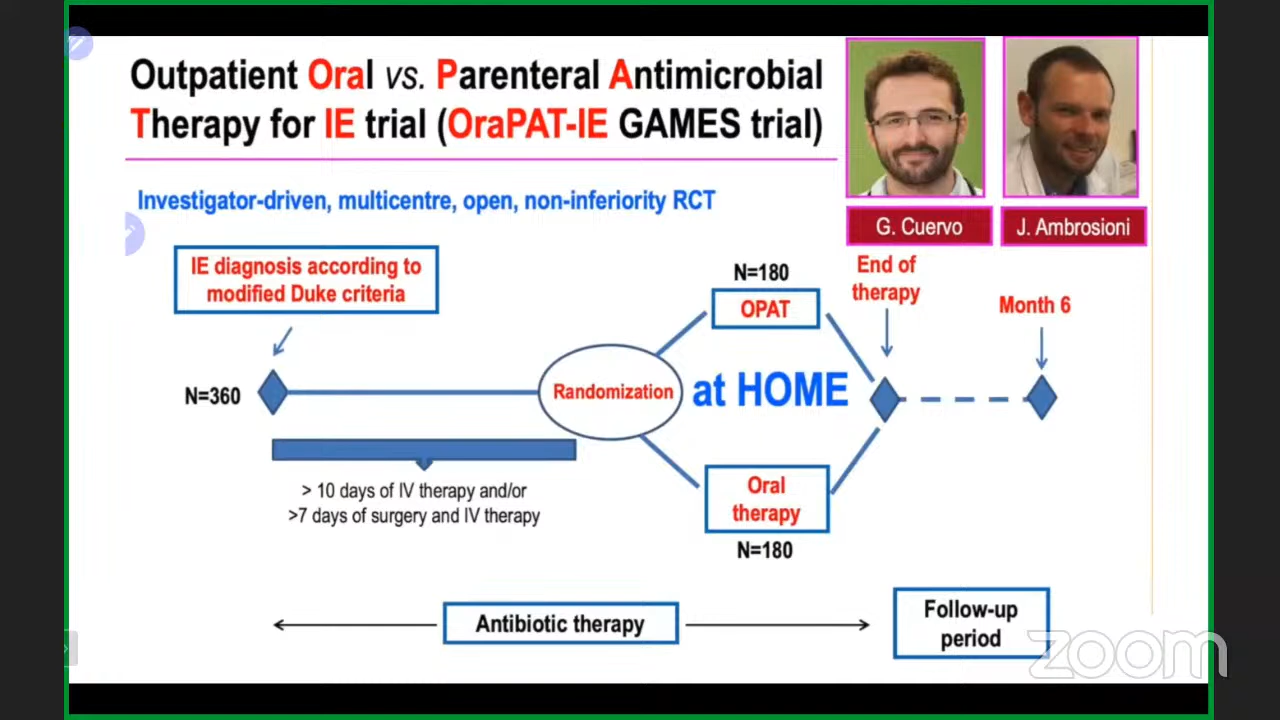 Outpatient Oral vs. Parenteral Antimicrobial
Therapy for IE trial (OraPAT-IE GAMES trial)
G. Cuervo
J. Ambrosioni
Investigator-driven, multicentre, open, non-inferiority RCT
IE diagnosis according to
modified Duke criteria
N=360
> 10 days of IV therapy and/or
>7 days of surgery and IV therapy
Randomization
N=180
OPAT
at HOME
Oral
therapy
N=180
End of
therapy
Month 6
Antibiotic therapy
Follow-up
period
zoom